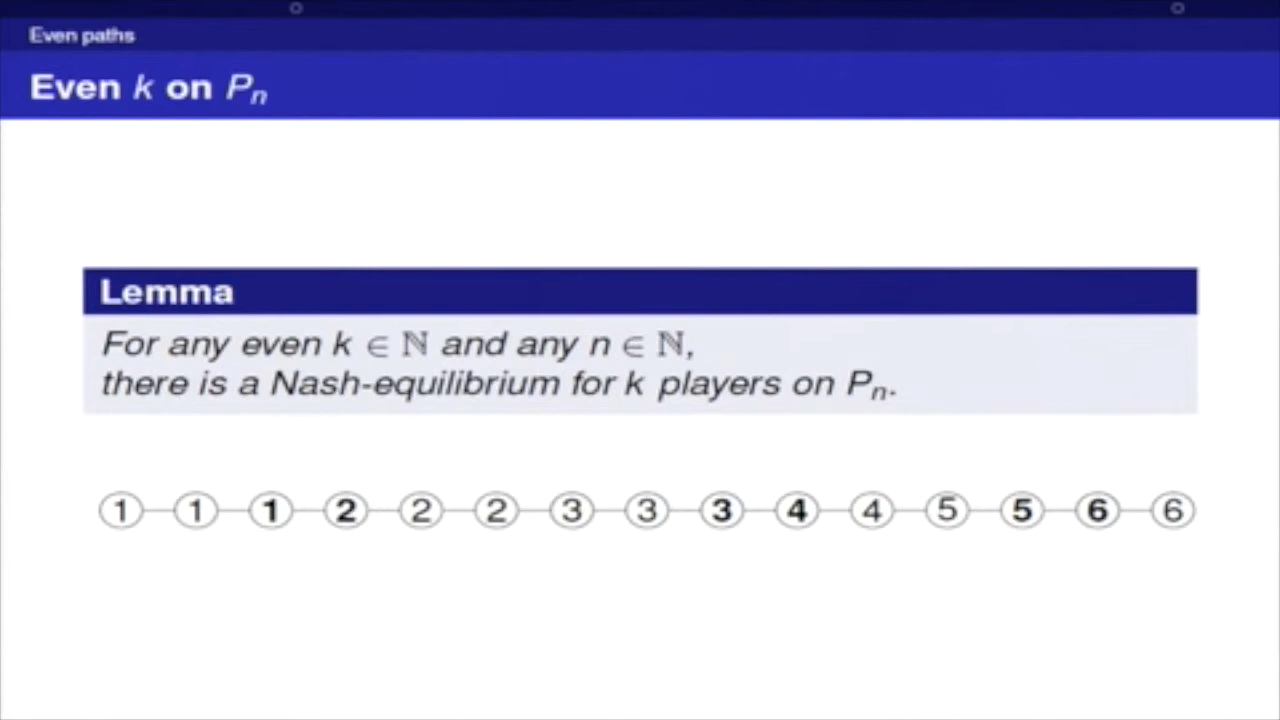 Even paths
Even k on Pn
Lemma
For any even k ∈ ℕ and any n ∈ ℕ,
there is a Nash-equilibrium for k players on Pn.
1 1 1 2 2 2 3 3 3 4 4 5 5 6 6